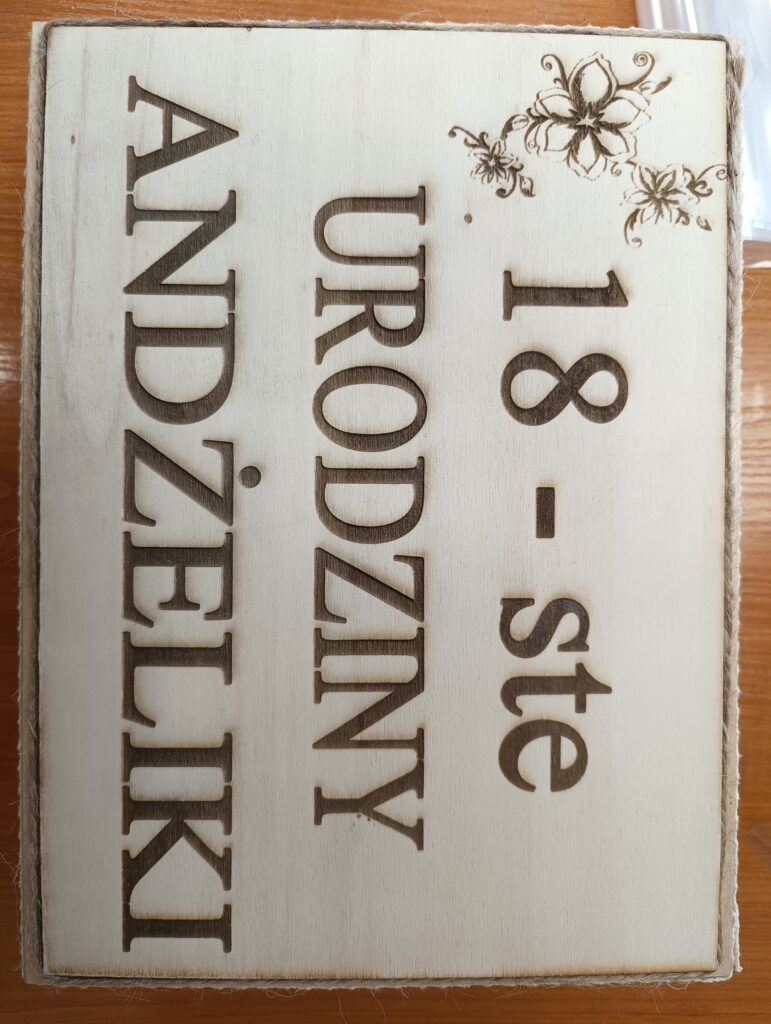 18 - ste
URODZINY
ANDŻELIKI